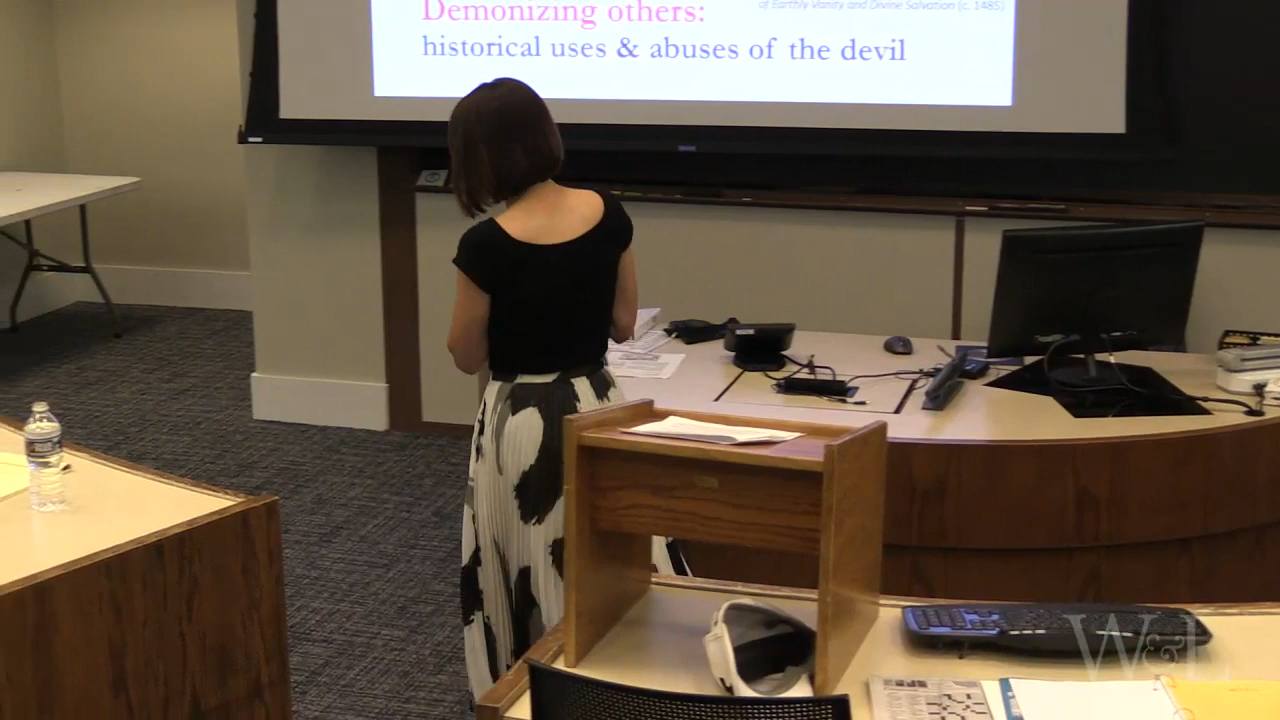 of Earthly Vanity and Divine Salvation (c. 1485)
Demonizing others:
historical uses & abuses of the devil
W&L